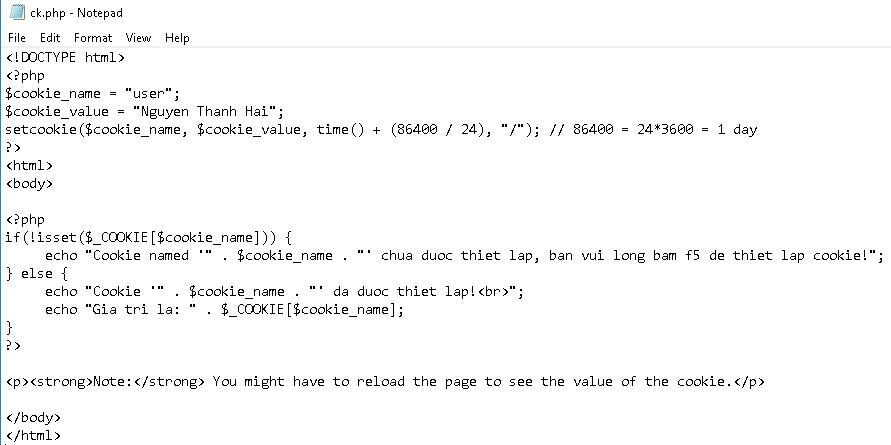 ck.php - Notepad
File Edit Format View Help
<!DOCTYPE html>
<?php
$cookie_name = "user";
$cookie_value = "Nguyen Thanh Hai";
setcookie($cookie_name, $cookie_value, time() + (86400 / 24), "/"); // 86400 = 24*3600 = 1 day
?>
<html>
<body>

<?php
if(!isset($_COOKIE[$cookie_name])) {
     echo "Cookie named '" . $cookie_name . "' chua duoc thiet lap, ban vui long bam f5 de thiet lap cookie!";
} else {
     echo "Cookie '" . $cookie_name . "' da duoc thiet lap!<br>";
     echo "Gia tri la: " . $_COOKIE[$cookie_name];
}
?>

<p><strong>Note:</strong> You might have to reload the page to see the value of the cookie.</p>

</body>
</html>